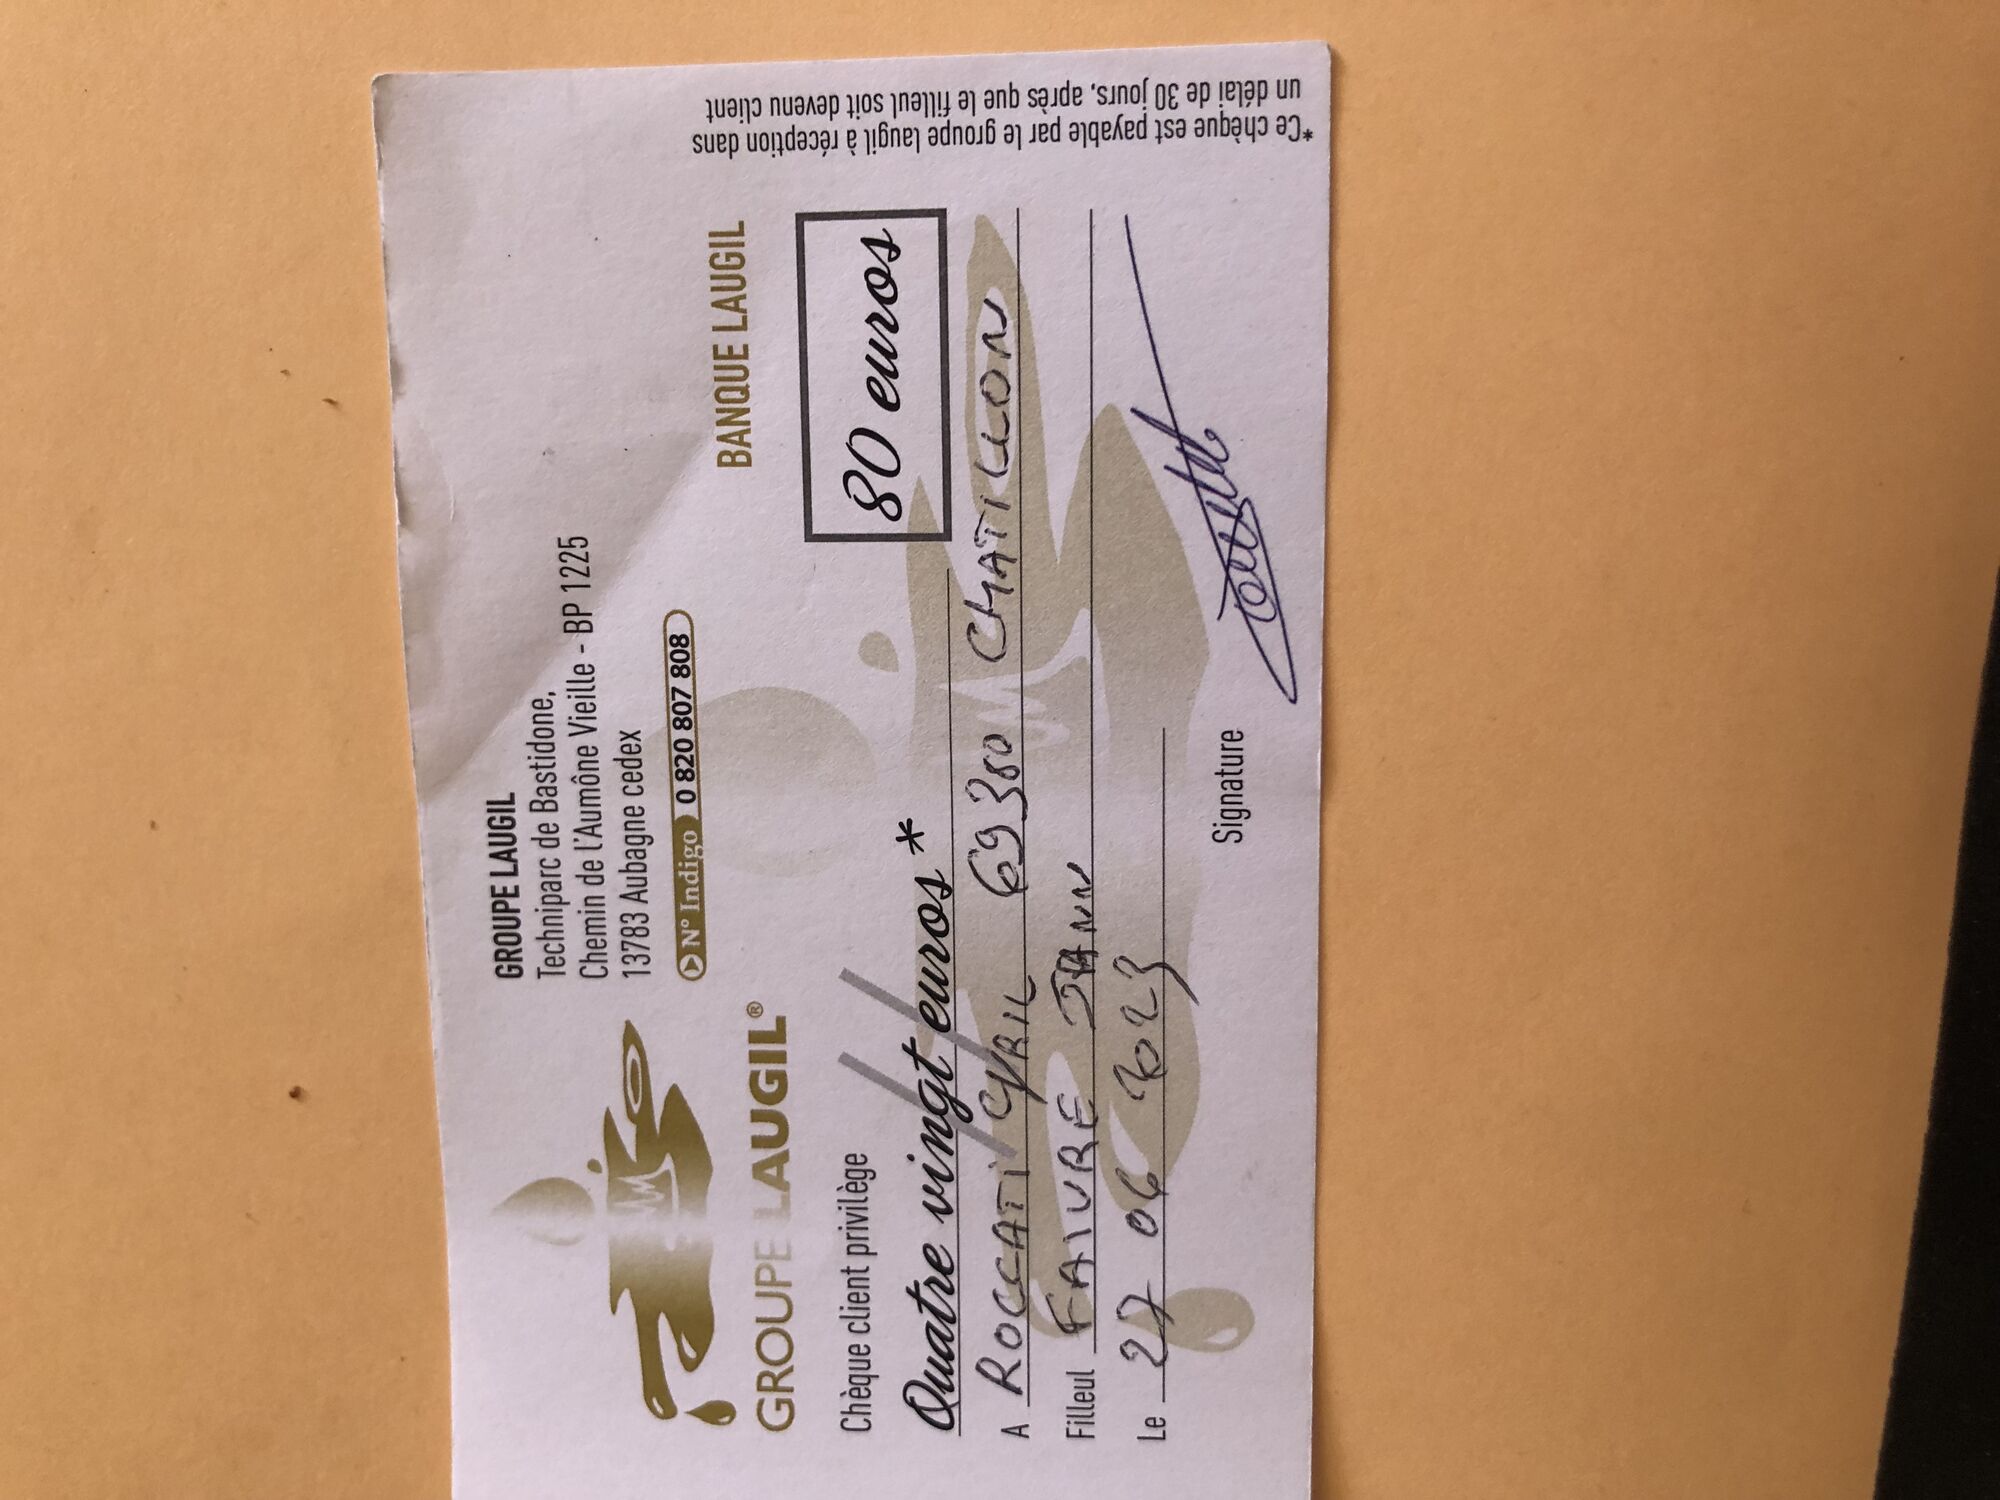 GROUPE LAUGIL
Techniparc de Bastidone,
Chemin de l'Aumône Vieille - BP 1225
13783 Aubagne cedex
N° Indigo 0 820 807 808
GROUPE LAUGIL®
BANQUE LAUGIL
Chèque client privilège
80 euros
Quatre vingt euros*
A ROCCATI CYRIL 69380 CHATILLON
Filleul FAIVRE JANN
Le 27 06 2023
Signature
*Ce chèque est payable par le groupe laugil à réception dans
un délai de 30 jours, après que le filleul soit devenu client